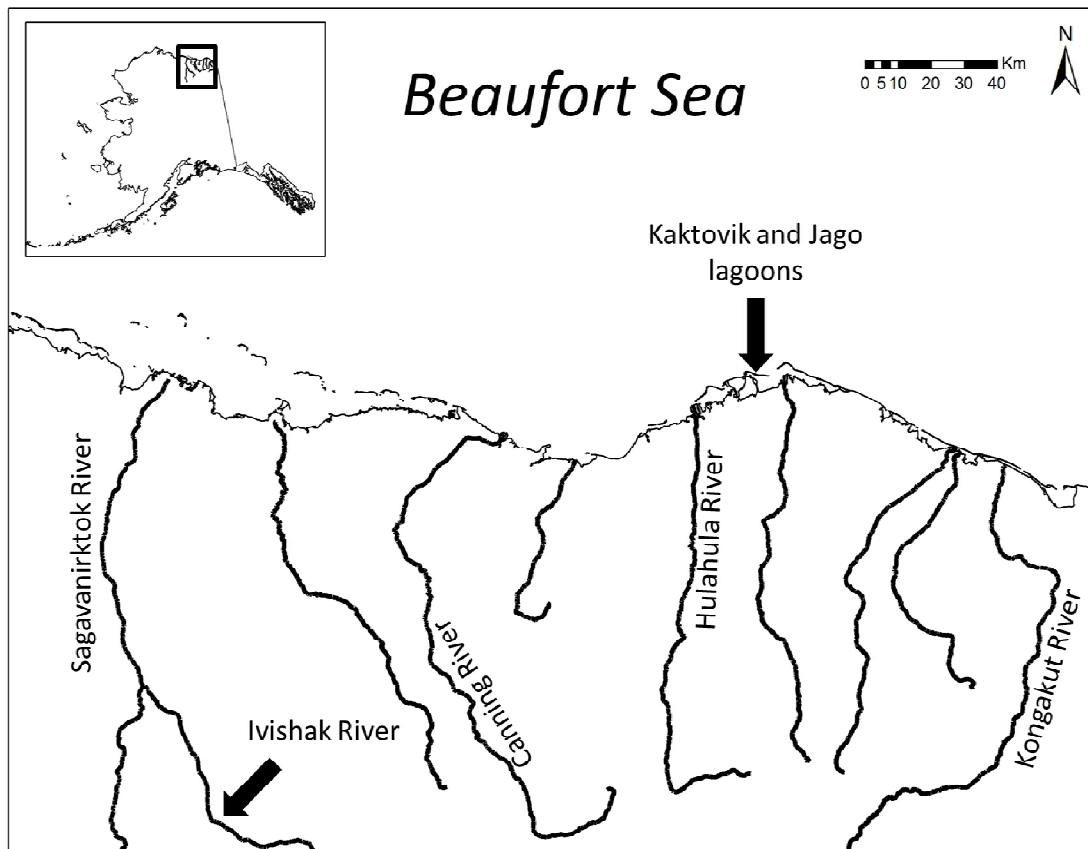 N
Km
0 5 10 20 30 40
Beaufort Sea
Kaktovik and Jago
lagoons
Sagavanirktok River
Hulahula River
Canning River
Kongakut River
Ivishak River